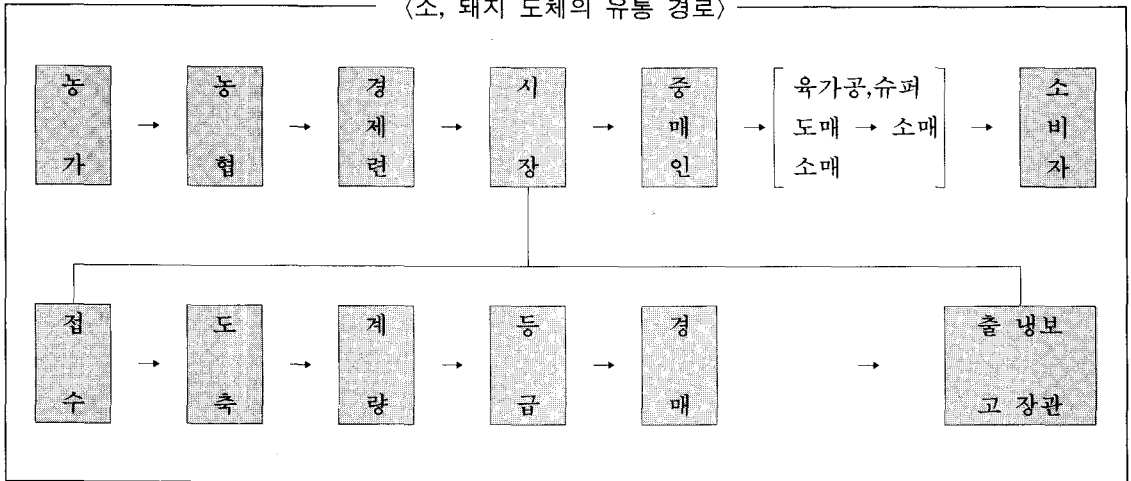 〈소, 돼지 도체의 유통 경로〉
농가 → 농협 → 경제련 → 시장 → 중매인 → 육가공,슈퍼 도매 → 소매 소매 → 소비자
접수 → 도축 → 계량 → 등급 → 경매 → 출고 냉장 보관